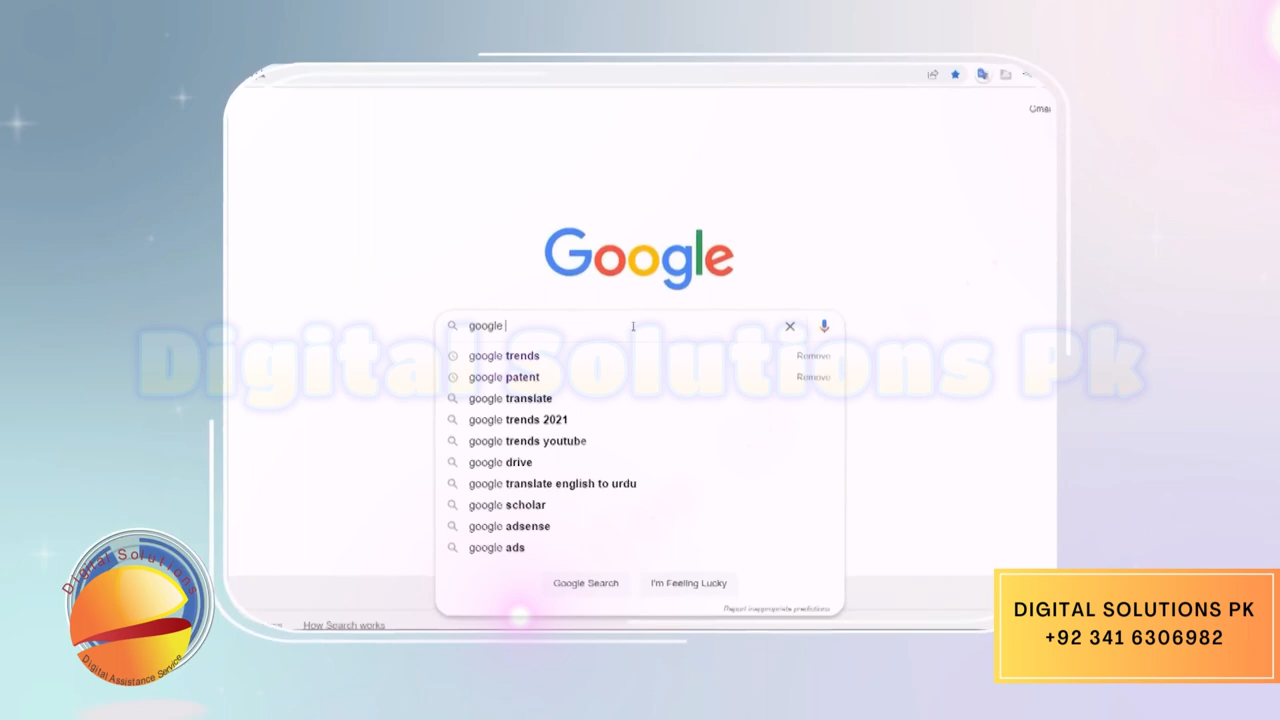 Gmai
Google
google
google trends
Remove
google patent
Remove
google translate
google trends 2021
google trends youtube
google drive
google translate english to urdu
google scholar
google adsense
google ads
Google Search
I'm Feeling Lucky
Report inappropriate predictions
How Search works
Digital Solutions Pk
Digital Solutions
Digital Assistance Service
DIGITAL SOLUTIONS PK
+92 341 6306982